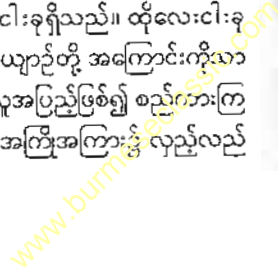 ငါးခုရှိသည်။ ထိုလေးငါးခု
ယျာဉ်တို့ အကြောင်းကိုသာ
လူအပြည့်ဖြစ်၍ စည်ကားကြ
အကြိုအကြား၌ လှည့်လည်
www.burmeseclassic.com